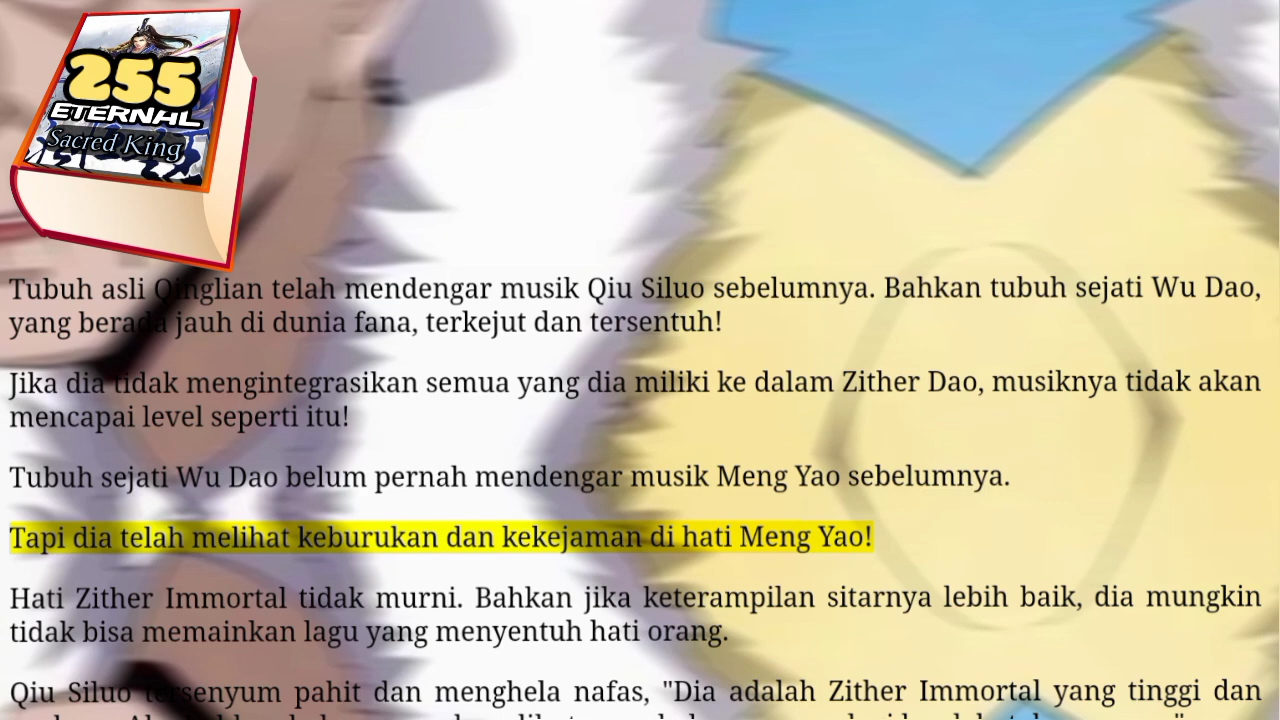 255
ETERNAL
Sacred King
Tubuh asli Qinglian telah mendengar musik Qiu Siluo sebelumnya. Bahkan tubuh sejati Wu Dao,
yang berada jauh di dunia fana, terkejut dan tersentuh!
Jika dia tidak mengintegrasikan semua yang dia miliki ke dalam Zither Dao, musiknya tidak akan
mencapai level seperti itu!
Tubuh sejati Wu Dao belum pernah mendengar musik Meng Yao sebelumnya.
Tapi dia telah melihat keburukan dan kekejaman di hati Meng Yao!
Hati Zither Immortal tidak murni. Bahkan jika keterampilan sitarnya lebih baik, dia mungkin
tidak bisa memainkan lagu yang menyentuh hati orang.
Qiu Siluo tersenyum pahit dan menghela nafas, "Dia adalah Zither Immortal yang tinggi dan